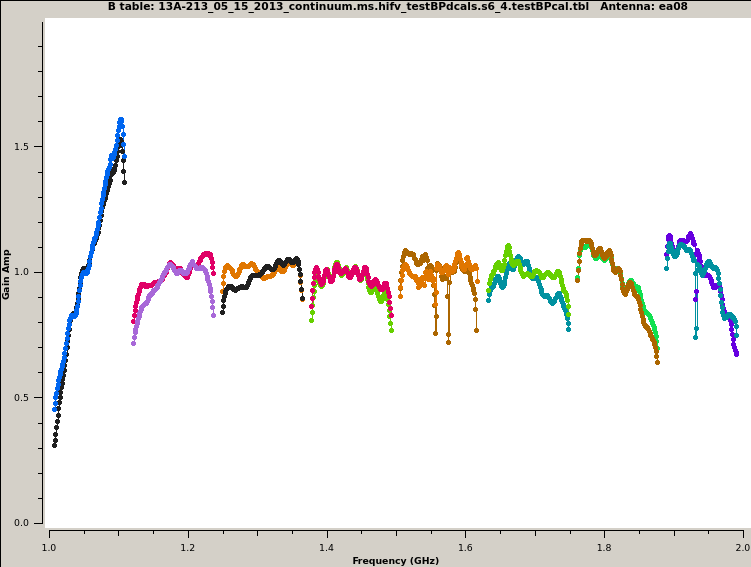 B table: 13A-213_05_15_2013_continuum.ms.hifv_testBPdcals.s6_4.testBPcal.tbl Antenna: ea08
Gain Amp
1.5
1.0
0.5
0.0
1.0 1.2 1.4 1.6 1.8 2.0
Frequency (GHz)